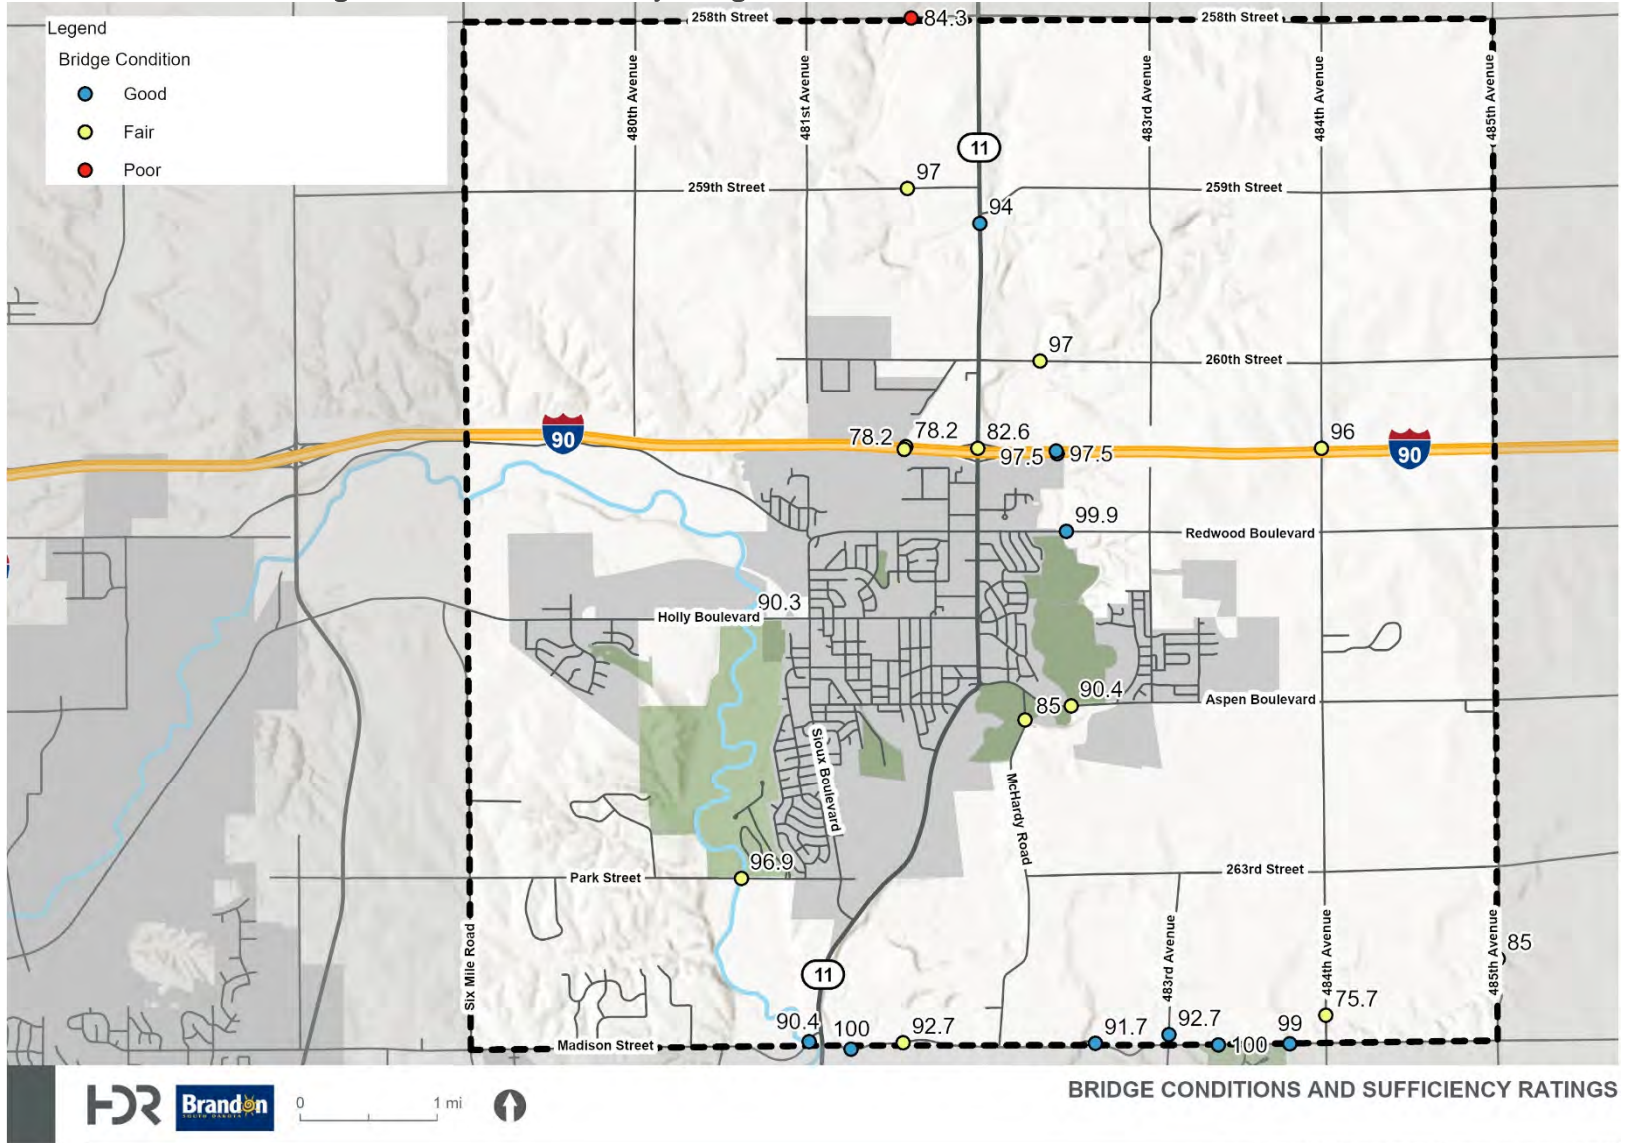 258th Street
84.3
258th Street
Legend
Bridge Condition
Good
Fair
Poor
480th Avenue
481st Avenue
483rd Avenue
484th Avenue
485th Avenue
11
97
259th Street
259th Street
94
97
260th Street
90
78.2
78.2
82.6
97.5
97.5
96
90
99.9
Redwood Boulevard
90.3
Holly Boulevard
90.4
85
Aspen Boulevard
Sioux Boulevard
McHardy Road
96.9
Park Street
263rd Street
Six Mile Road
483rd Avenue
484th Avenue
485th Avenue
85
11
75.7
90.4
100
92.7
91.7
92.7
100
99
Madison Street
HDR
Brandon
SOUTH DAKOTA
0
1 mi
BRIDGE CONDITIONS AND SUFFICIENCY RATINGS